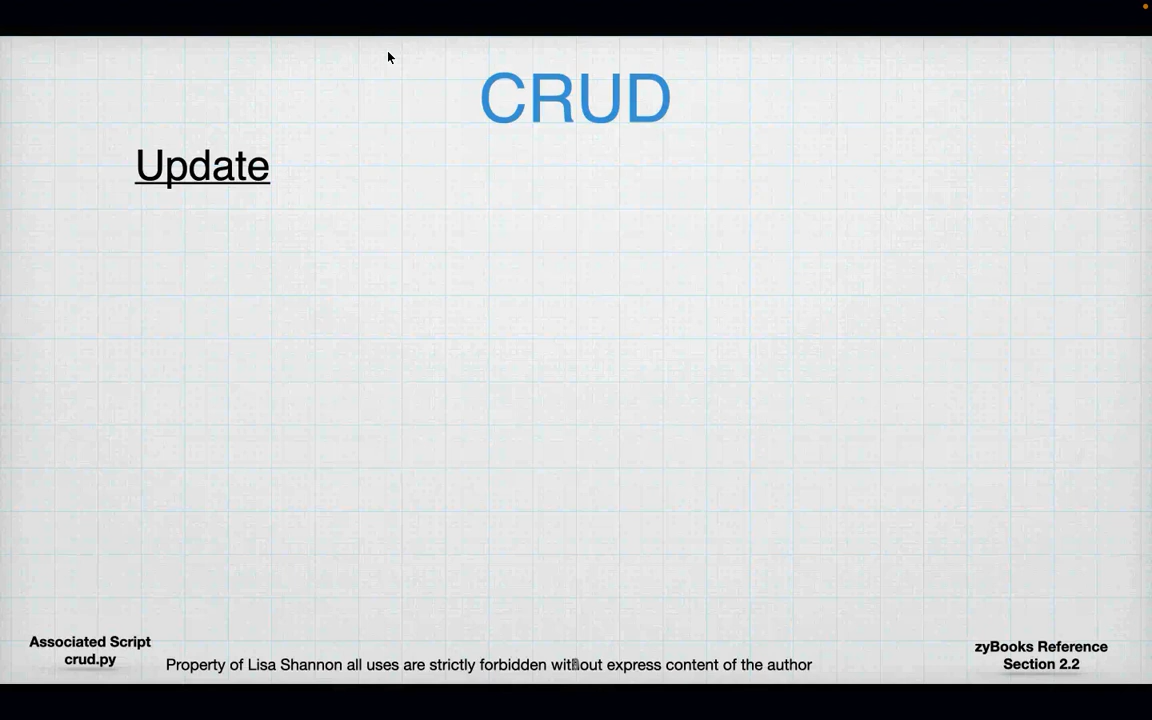 CRUD
Update
Associated Script
crud.py
Property of Lisa Shannon all uses are strictly forbidden without express content of the author
zyBooks Reference
Section 2.2